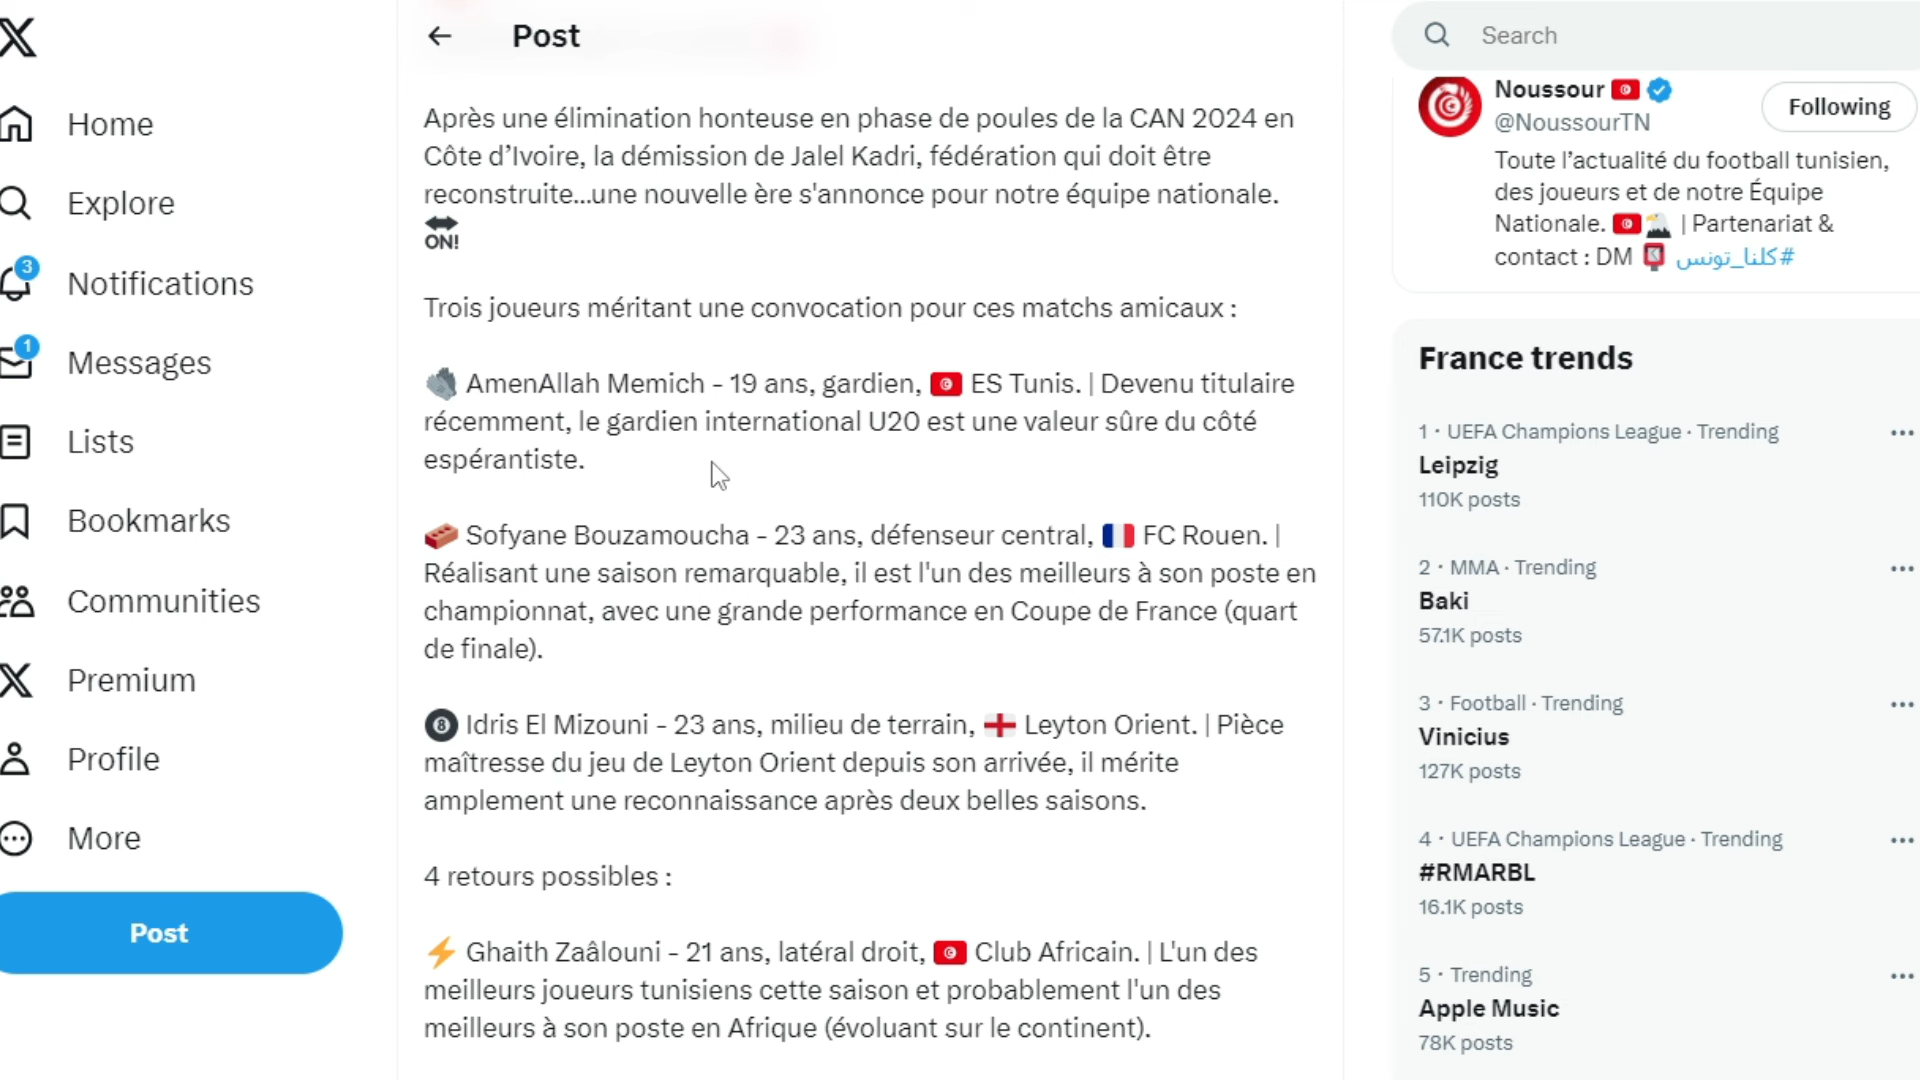 Home
Explore
3
Notifications
1
Messages
Lists
Bookmarks
Communities
Premium
Profile
More
Post
Post
Après une élimination honteuse en phase de poules de la CAN 2024 en
Côte d’Ivoire, la démission de Jalel Kadri, fédération qui doit être
reconstruite...une nouvelle ère s'annonce pour notre équipe nationale.
ON!
Trois joueurs méritant une convocation pour ces matchs amicaux :
AmenAllah Memich - 19 ans, gardien, ES Tunis. | Devenu titulaire
récemment, le gardien international U20 est une valeur sûre du côté
espérantiste.
Sofyane Bouzamoucha - 23 ans, défenseur central, FC Rouen. |
Réalisant une saison remarquable, il est l'un des meilleurs à son poste en
championnat, avec une grande performance en Coupe de France (quart
de finale).
8 Idris El Mizouni - 23 ans, milieu de terrain, Leyton Orient. | Pièce
maîtresse du jeu de Leyton Orient depuis son arrivée, il mérite
amplement une reconnaissance après deux belles saisons.
4 retours possibles :
Ghaith Zaâlouni - 21 ans, latéral droit, Club Africain. | L'un des
meilleurs joueurs tunisiens cette saison et probablement l'un des
meilleurs à son poste en Afrique (évoluant sur le continent).
Search
Noussour
@NoussourTN
Following
Toute l’actualité du football tunisien,
des joueurs et de notre Équipe
Nationale. | Partenariat &
contact : DM #كلنا_تونس
France trends
1 · UEFA Champions League · Trending
Leipzig
110K posts
2 · MMA · Trending
Baki
57.1K posts
3 · Football · Trending
Vinicius
127K posts
4 · UEFA Champions League · Trending
#RMARBL
16.1K posts
5 · Trending
Apple Music
78K posts